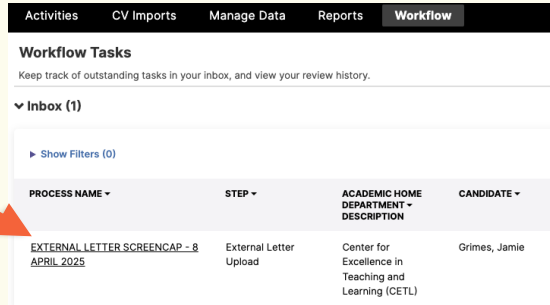 Activities CV Imports Manage Data Reports Workflow
Workflow Tasks
Keep track of outstanding tasks in your inbox, and view your review history.
Inbox (1)
Show Filters (0)
PROCESS NAME STEP ACADEMIC HOME CANDIDATE
DEPARTMENT
DESCRIPTION
EXTERNAL LETTER SCREENCAP - 8 External Letter Center for Grimes, Jamie
APRIL 2025 Upload Excellence in
Teaching and
Learning (CETL)